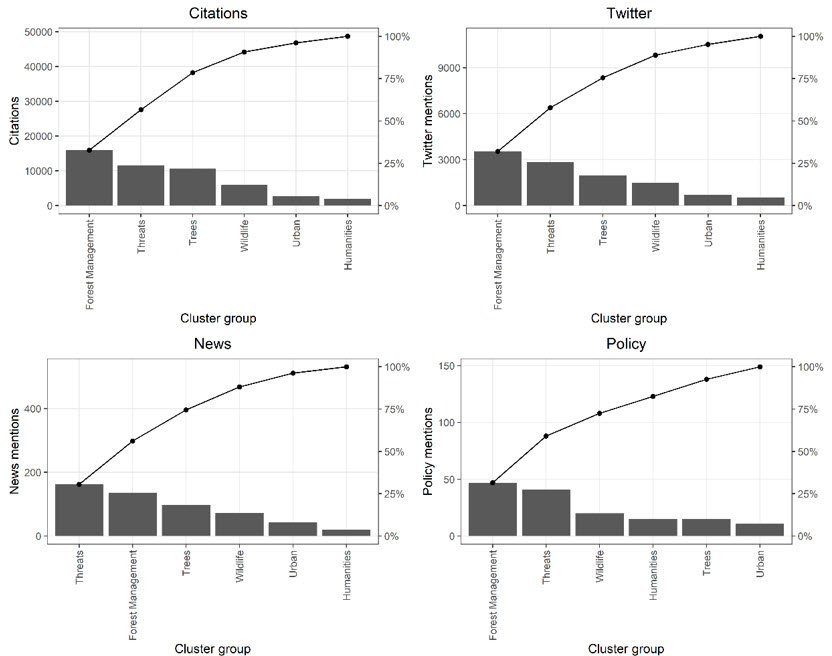 Citations
Citations
50000
40000
30000
20000
10000
0
100%
75%
50%
25%
0%
Forest Management
Threats
Trees
Wildlife
Urban
Humanities
Cluster group
Twitter
Twitter mentions
9000
6000
3000
0
100%
75%
50%
25%
0%
Forest Management
Threats
Trees
Wildlife
Urban
Humanities
Cluster group
News
News mentions
400
200
0
100%
75%
50%
25%
0%
Threats
Forest Management
Trees
Wildlife
Urban
Humanities
Cluster group
Policy
Policy mentions
150
100
50
0
100%
75%
50%
25%
0%
Forest Management
Threats
Wildlife
Humanities
Trees
Urban
Cluster group